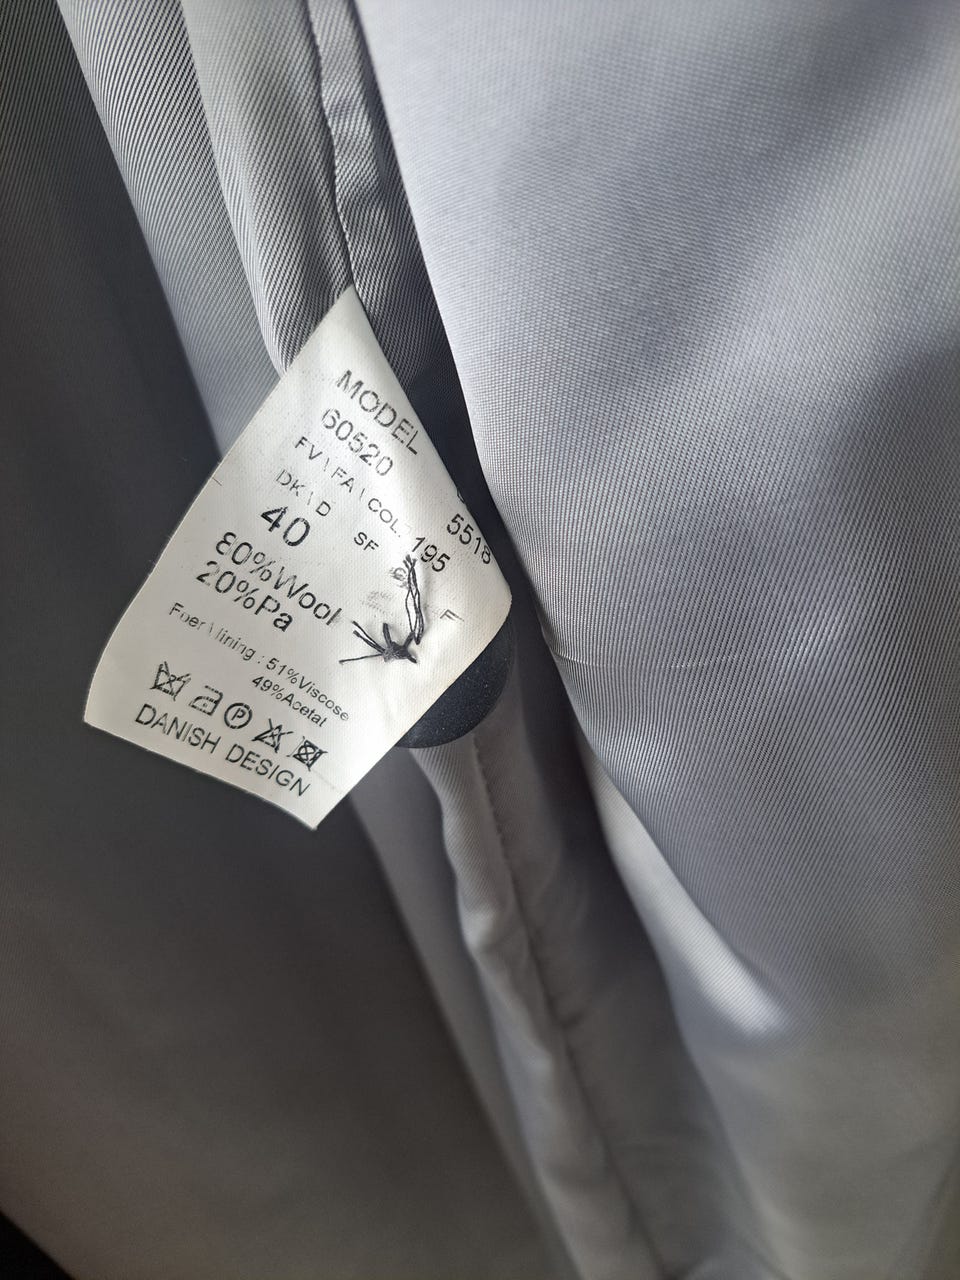 MODEL
60520 5518
FV \ FA \ COL: 195
DK \ D SF F
40
80%Wool
20%Pa
Foer \ lining : 51%Viscose
49%Acetat
P
DANISH DESIGN